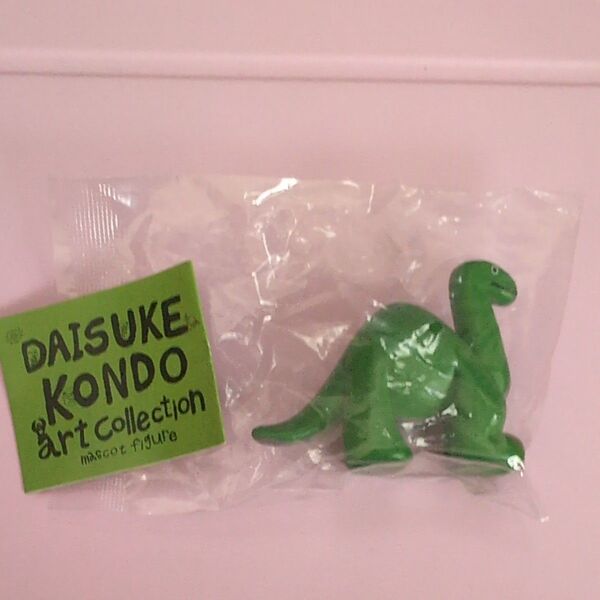 DAISUKE
KONDO
art collection
mascot figure